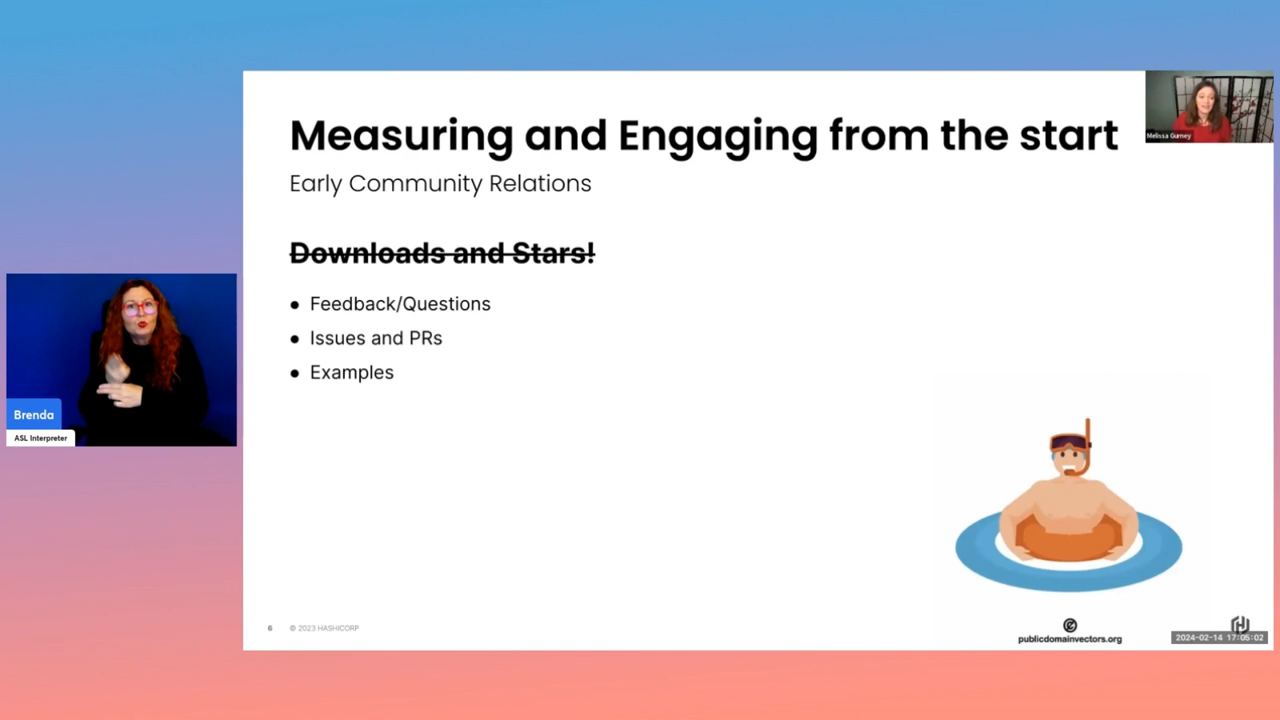 Measuring and Engaging from the start
Early Community Relations
Downloads and Stars!
Feedback/Questions
Issues and PRs
Examples
Melissa Gurney
Brenda
ASL Interpreter
6 © 2023 HASHICORP
publicdomainvectors.org
2024-02-14 17:05:02